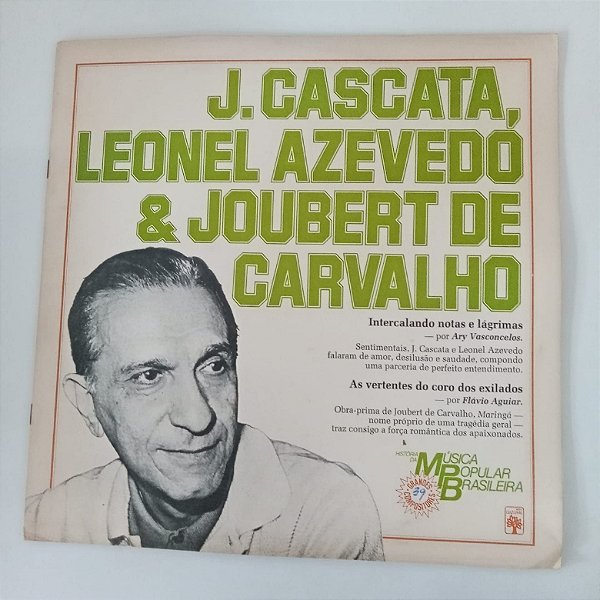 J. CASCATA,
LEONEL AZEVEDO
& JOUBERT DE
CARVALHO
Intercalando notas e lágrimas
— por Ary Vasconcelos.
Sentimentais, J. Cascata e Leonel Azevedo
falaram de amor, desilusão e saudade, compondo
uma parceria de perfeito entendimento.
As vertentes do coro dos exilados
— por Flávio Aguiar.
Obra-prima de Joubert de Carvalho, Maringá —
nome próprio de uma tragédia geral —
traz consigo a força romântica dos apaixonados.
HISTÓRIA
DA MÚSICA
POPULAR
BRASILEIRA
GRANDES
COMPOSITORES
39